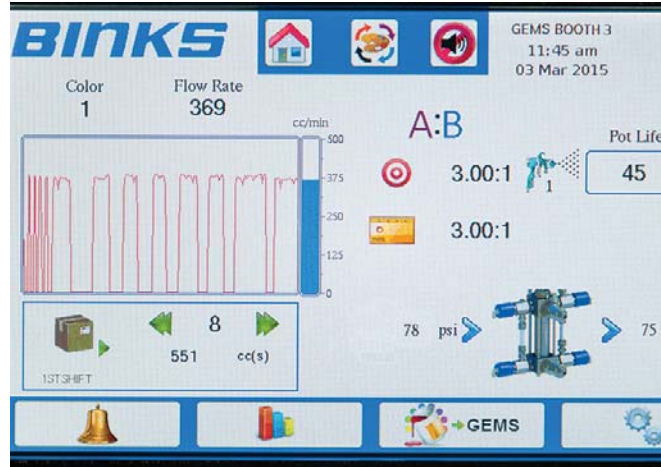 BINKS
GEMS BOOTH 3
11:45 am
03 Mar 2015
Color
1
Flow Rate
369
cc/min
500
375
250
125
0
A:B
3.00:1
1
Pot Life
45
3.00:1
8
551 cc(s)
1STSHIFT
78 psi
75
GEMS